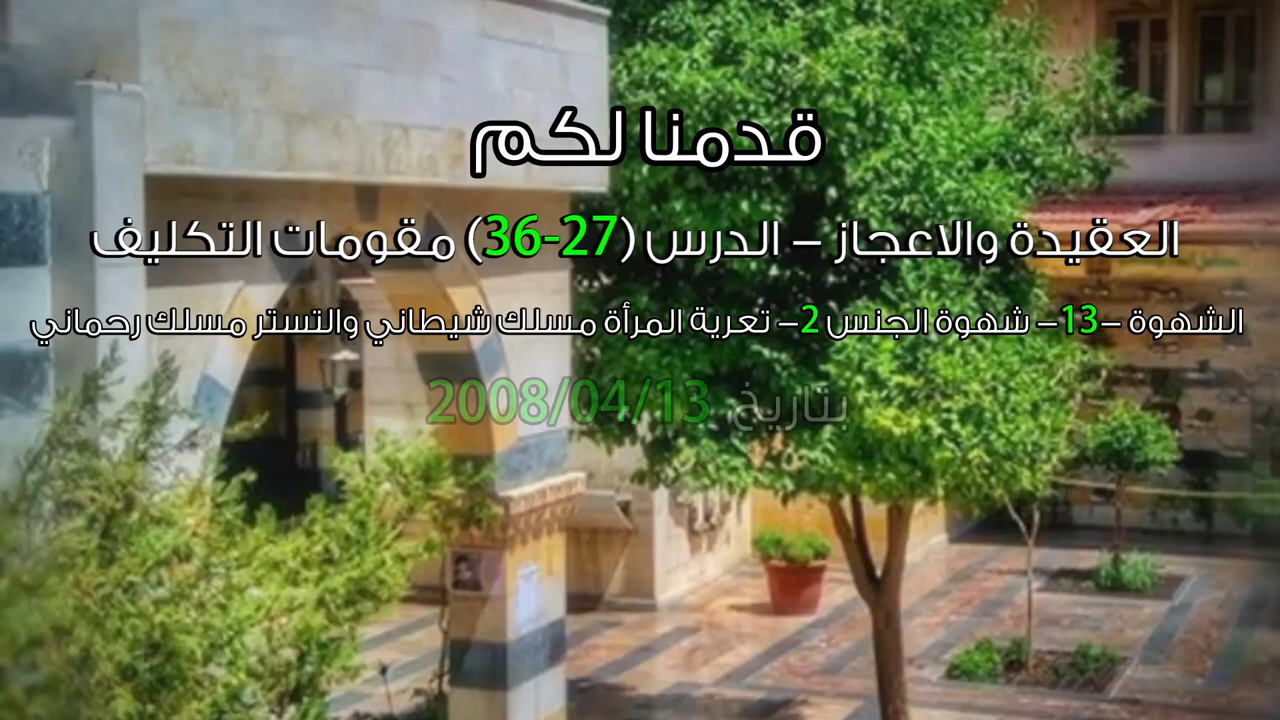 قدمنا لكم
العقيدة والاعجاز – الدرس (27-36) مقومات التكليف
الشهوة –13– شهوة الجنس 2– تعرية المرأة مسلك شيطاني والتستر مسلك رحماني
بتاريخ 2008/04/13